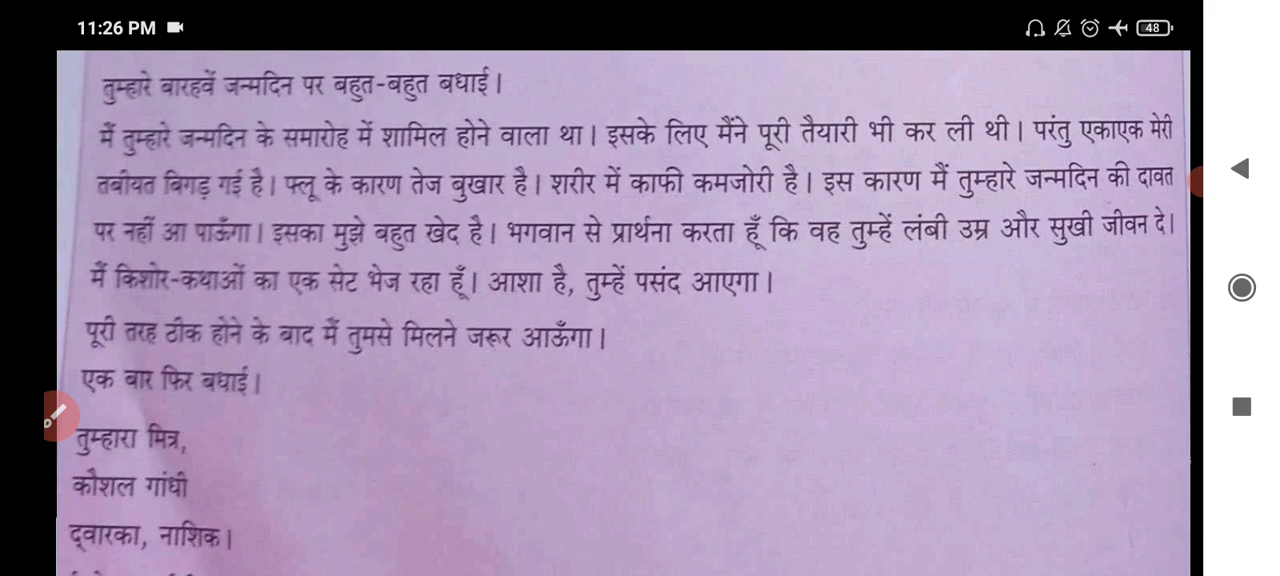 11:26 PM
48
तुम्हारे बारहवें जन्मदिन पर बहुत-बहुत बधाई।
मैं तुम्हारे जन्मदिन के समारोह में शामिल होने वाला था। इसके लिए मैंने पूरी तैयारी भी कर ली थी। परंतु एकाएक मेरी
तबीयत बिगड़ गई है। फ्लू के कारण तेज बुखार है। शरीर में काफी कमजोरी है। इस कारण मैं तुम्हारे जन्मदिन की दावत
पर नहीं आ पाऊँगा। इसका मुझे बहुत खेद है। भगवान से प्रार्थना करता हूँ कि वह तुम्हें लंबी उम्र और सुखी जीवन दे।
मैं किशोर-कथाओं का एक सेट भेज रहा हूँ। आशा है, तुम्हें पसंद आएगा।
पूरी तरह ठीक होने के बाद मैं तुमसे मिलने जरूर आऊँगा।
एक बार फिर बधाई।
तुम्हारा मित्र,
कौशल गांधी
द्वारका, नाशिक।